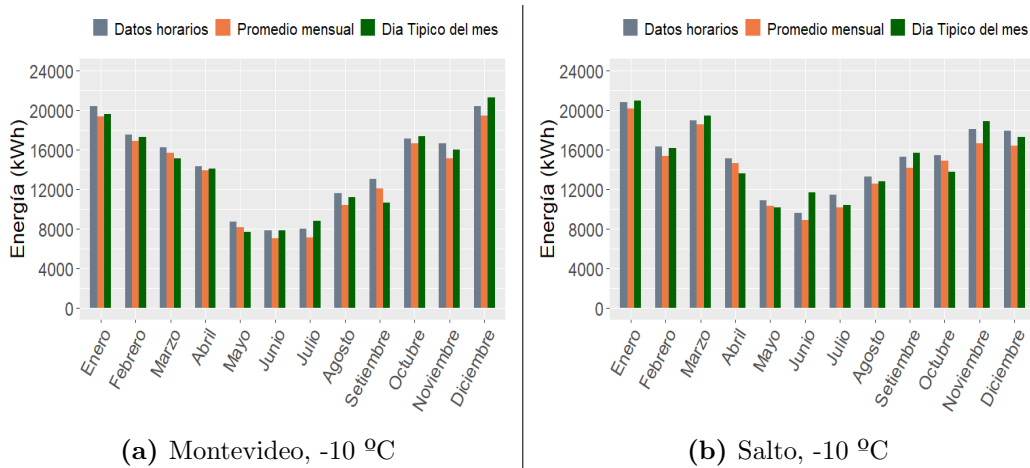 Datos horarios Promedio mensual Dia Tipico del mes
Energía (kWh)
24000
20000
16000
12000
8000
4000
0
Enero Febrero Marzo Abril Mayo Junio Julio Agosto Setiembre Octubre Noviembre Diciembre
(a) Montevideo, -10 ºC
Datos horarios Promedio mensual Dia Tipico del mes
Energía (kWh)
24000
20000
16000
12000
8000
4000
0
Enero Febrero Marzo Abril Mayo Junio Julio Agosto Setiembre Octubre Noviembre Diciembre
(b) Salto, -10 ºC